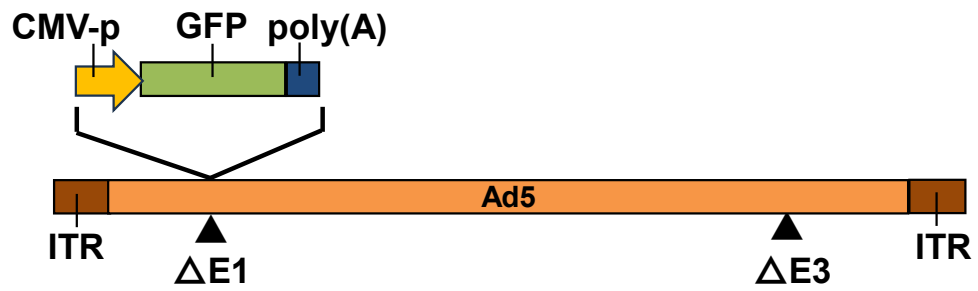 CMV-p GFP poly(A)
Ad5
ITR ITR
△E1 △E3